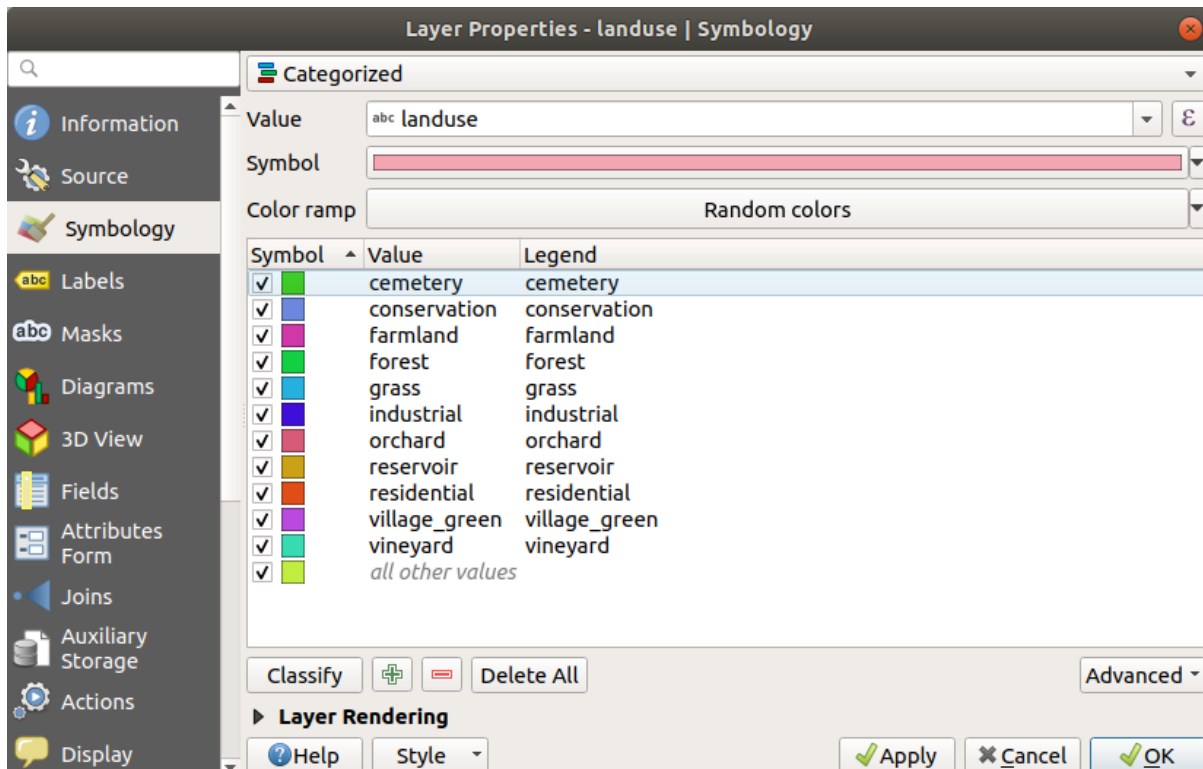 Layer Properties - landuse | Symbology
Categorized
Information
Value abc landuse ε
Source
Symbol
Symbology
Color ramp Random colors
Symbol Value Legend
abc Labels
cemetery cemetery
conservation conservation
abc Masks
farmland farmland
forest forest
Diagrams
grass grass
industrial industrial
3D View
orchard orchard
reservoir reservoir
Fields
residential residential
village_green village_green
Attributes
Form
vineyard vineyard
all other values
Joins
Auxiliary
Storage
Classify Delete All Advanced
Actions
Layer Rendering
Display
Help Style Apply Cancel OK